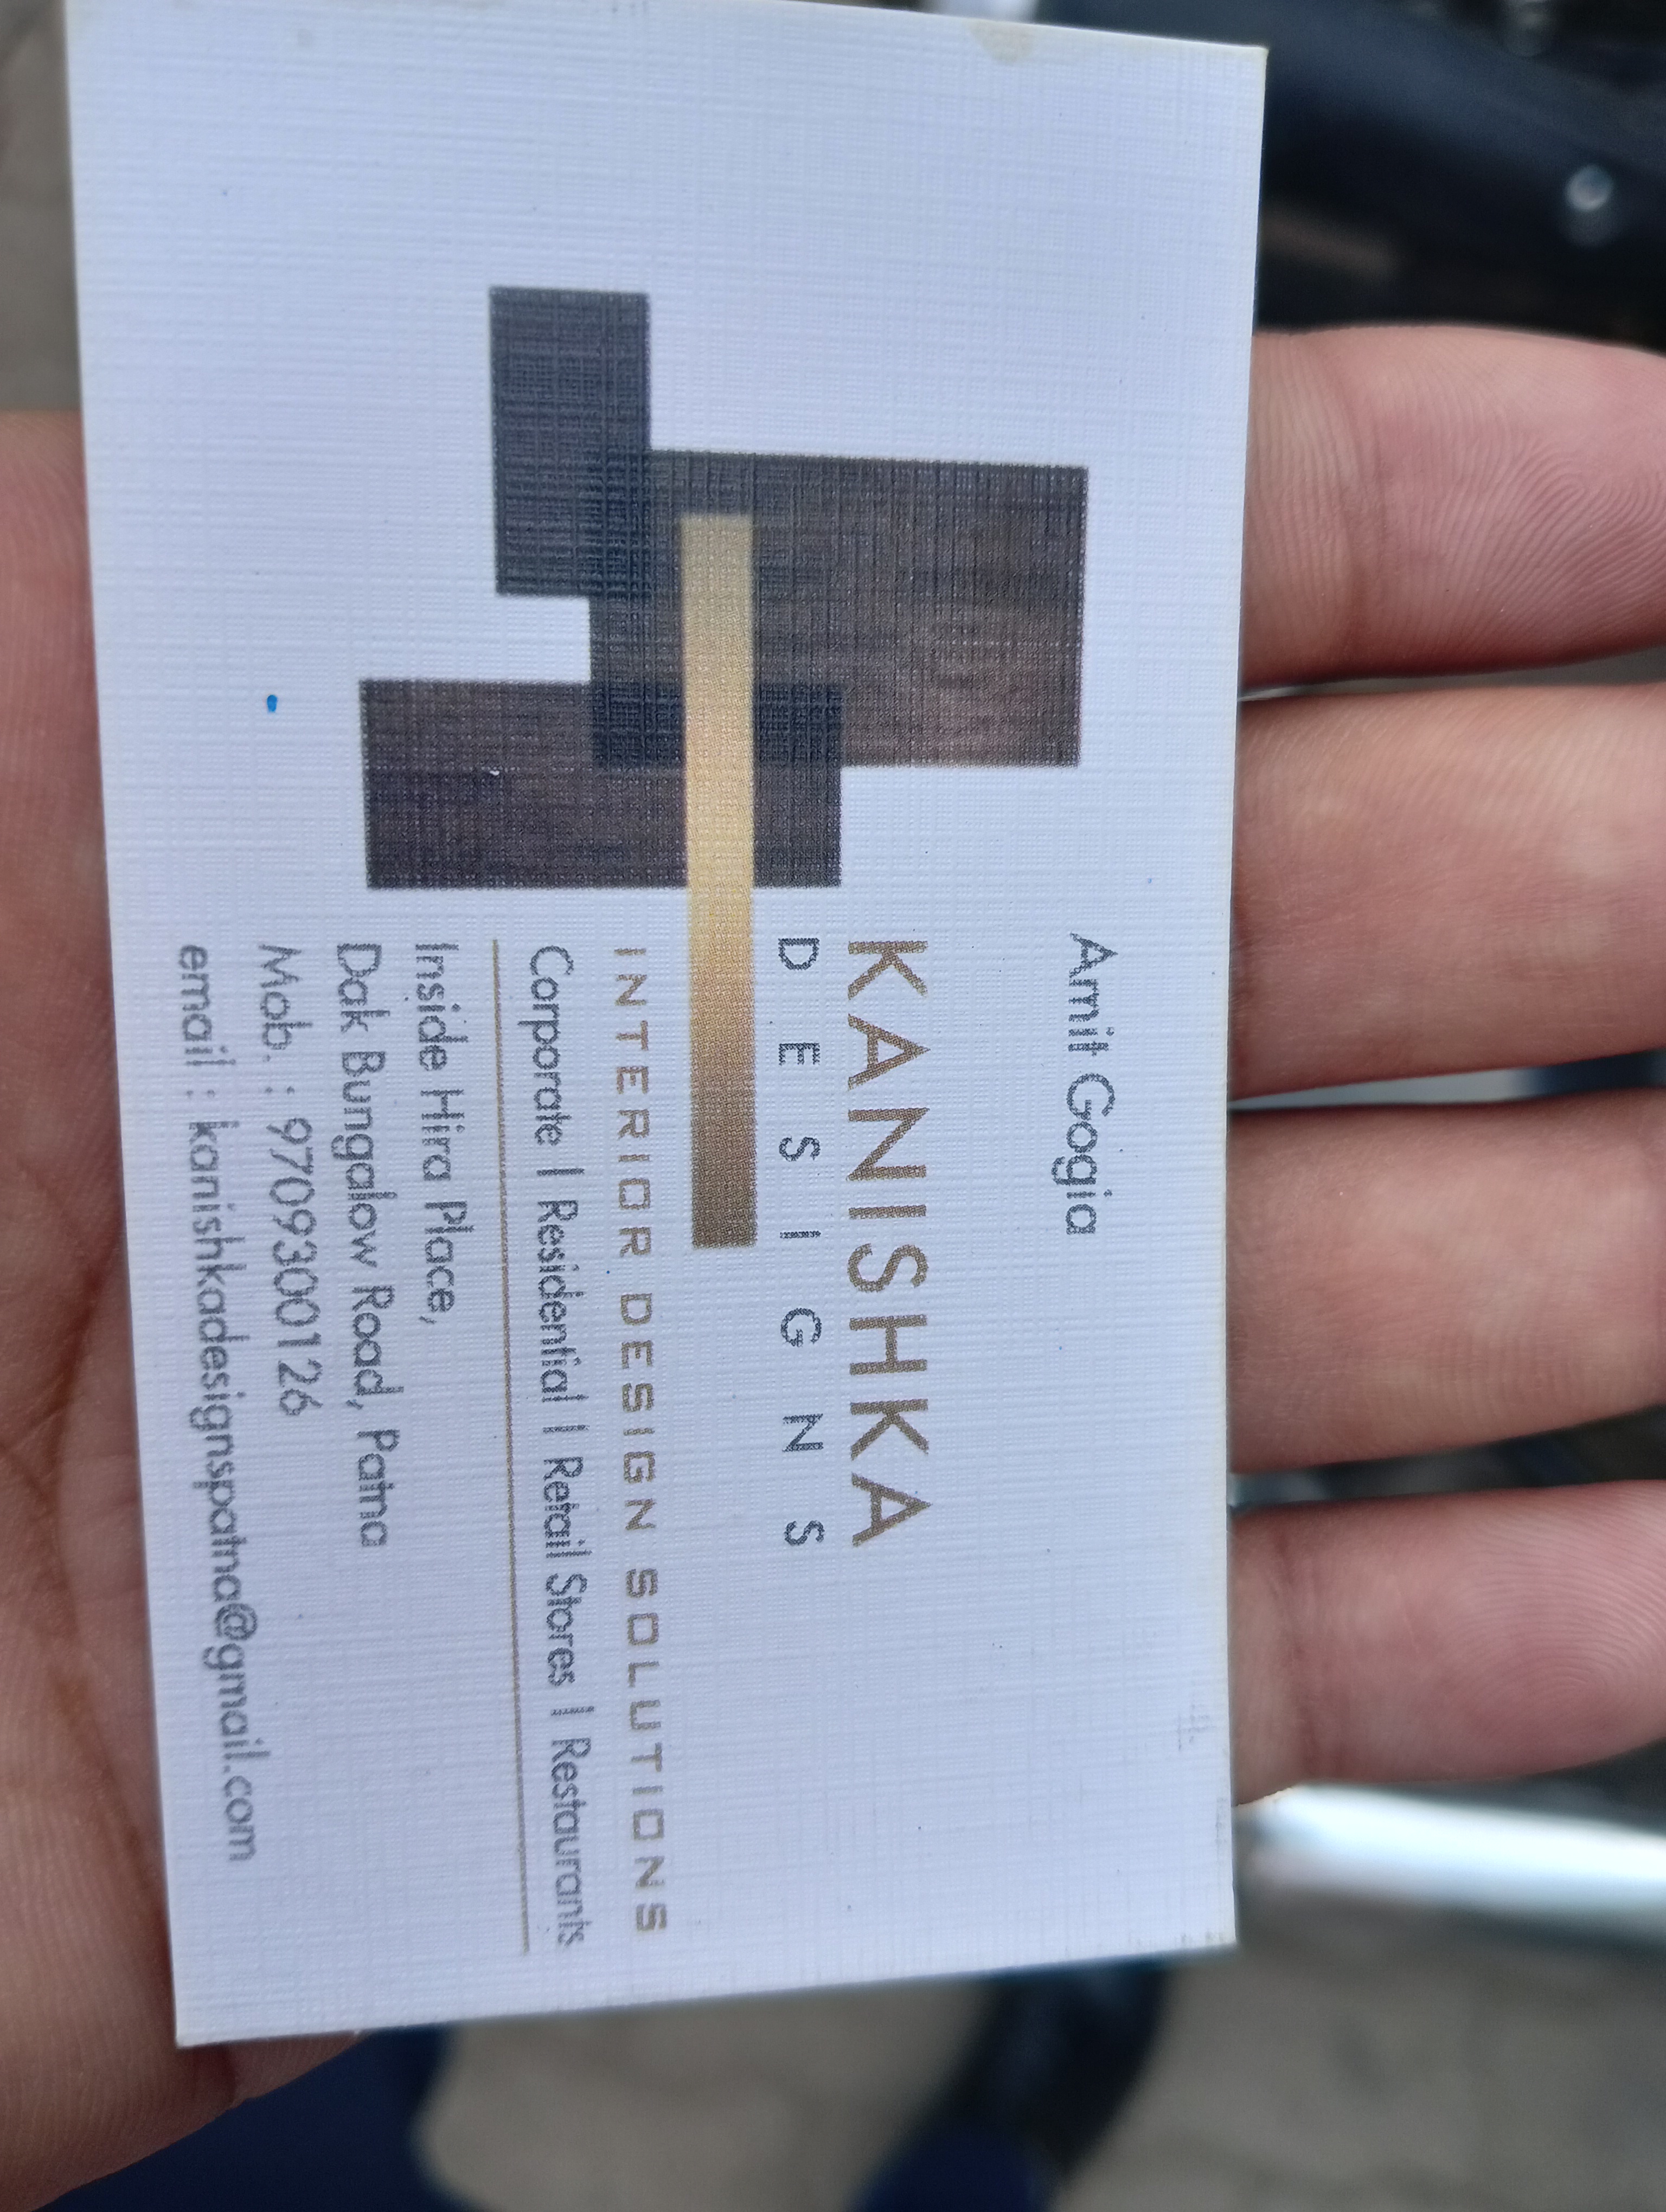 Amit Gogia
KANISHKA
DESIGNS
INTERIOR DESIGN SOLUTIONS
Corporate | Residential | Retail Stores | Restaurants
Inside Hira Place,
Dak Bungalow Road, Patna
Mob. : 9709300126
email : kanishkadesignspatna@gmail.com